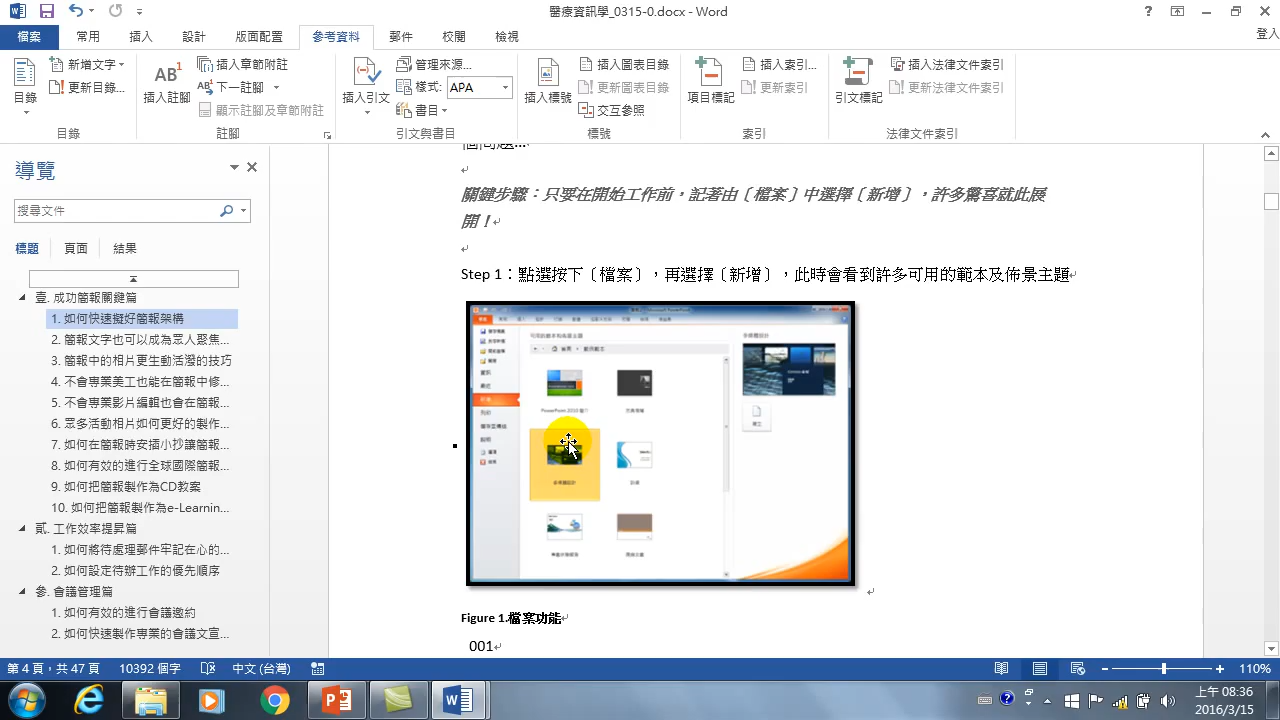 醫療資訊學_0315-0.docx - Word
檔案 常用 插入 設計 版面配置 參考資料 郵件 校閱 檢視 登入
目錄 新增文字 更新目錄... 目錄
AB¹ 插入註腳 插入章節附註 下一註腳 顯示註腳及章節附註 註腳
插入引文 管理來源... 樣式: APA 書目 引文與書目
插入標號 插入圖表目錄 更新圖表目錄 交互參照 標號
項目標記 插入索引... 更新索引 索引
引文標記 插入法律文件索引 更新法律文件索引 法律文件索引
導覽
搜尋文件
標題 頁面 結果
壹. 成功簡報關鍵篇
1. 如何快速擬定簡報架構
2. 簡報文字也可以成為眾人聚焦...
3. 簡報中的相片如何生動活潑的表...
4. 不會專業美工也能在簡報中修...
5. 不會專業影片編輯也會在簡報...
6. 眾多活動相片如何更好的製作...
7. 如何在簡報時有個小抄讓簡報...
8. 如何有效的進行全球國際簡報...
9. 如何把簡報製作為CD教案
10. 如何把簡報製作為e-Learnin...
貳. 工作效率場景篇
1. 如何將待處理郵件牢記在心的...
2. 如何設定待辦工作的優先順序
參. 會議管理篇
1. 如何有效的進行會議邀約
2. 如何快速製作專業的會議文宣...
個問題...
關鍵步驟：只要在開始工作前，記著由〔檔案〕中選擇〔新增〕，許多驚喜就此展
開！
Step 1：點選按下〔檔案〕，再選擇〔新增〕，此時會看到許多可用的範本及佈景主題
Figure 1.檔案功能
001
第 4 頁，共 47 頁 10392 個字 中文 (台灣) 110%
上午 08:36
2016/3/15